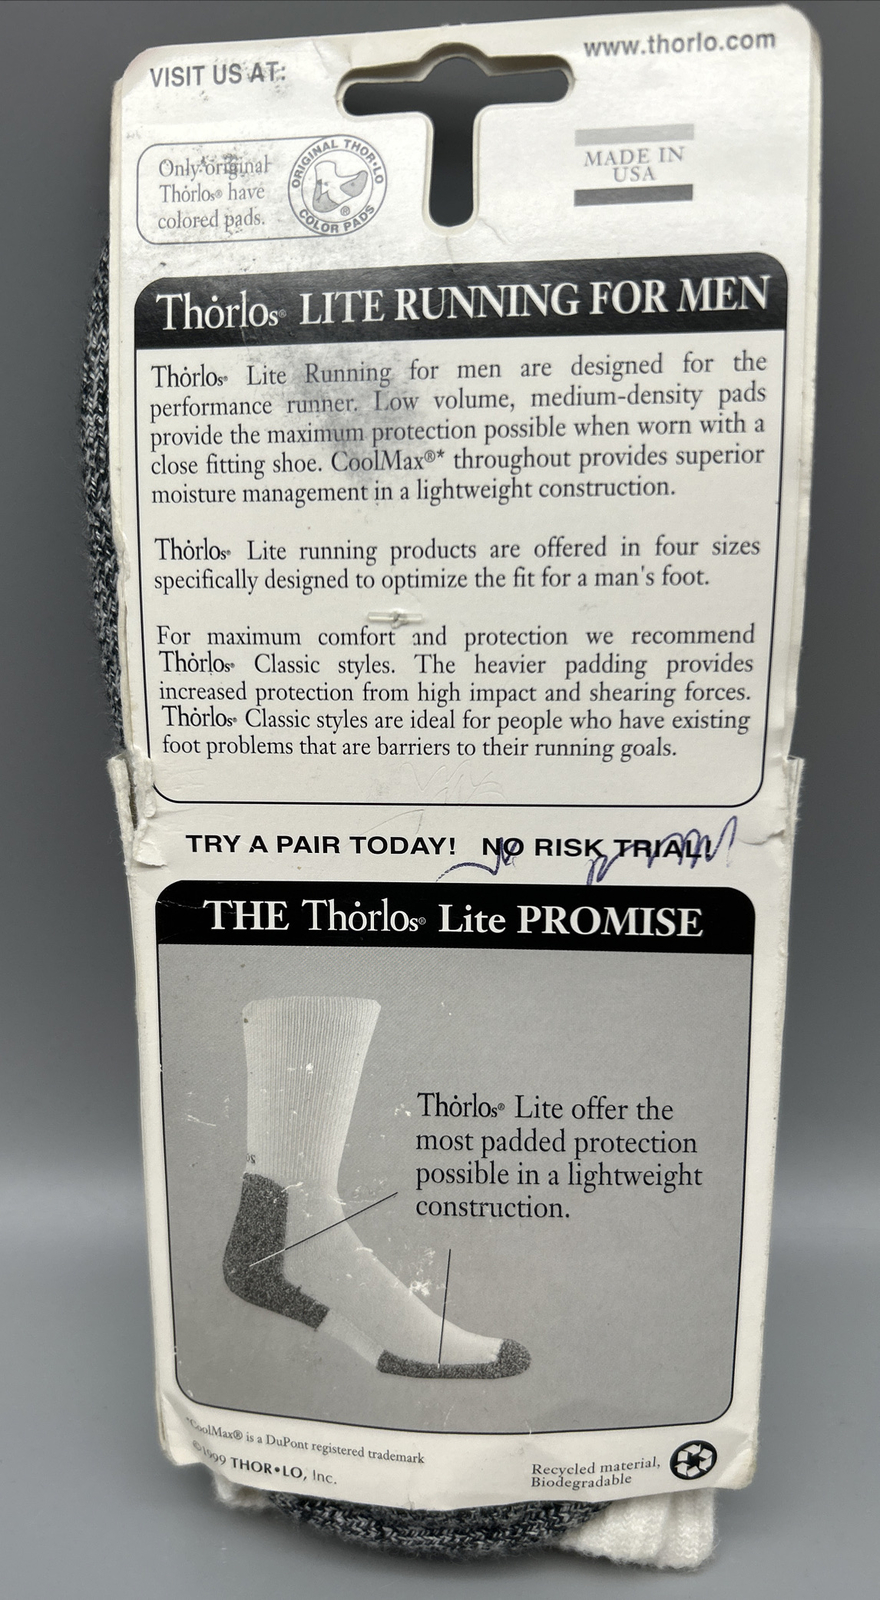 VISIT US AT:
www.thorlo.com
Only original
Thorlos® have
colored pads.
ORIGINAL THOR•LO
COLOR PADS
®
MADE IN
USA
Thorlos® LITE RUNNING FOR MEN
Thorlos® Lite Running for men are designed for the
performance runner. Low volume, medium-density pads
provide the maximum protection possible when worn with a
close fitting shoe. CoolMax®* throughout provides superior
moisture management in a lightweight construction.
Thorlos® Lite running products are offered in four sizes
specifically designed to optimize the fit for a man's foot.
For maximum comfort and protection we recommend
Thorlos® Classic styles. The heavier padding provides
increased protection from high impact and shearing forces.
Thorlos® Classic styles are ideal for people who have existing
foot problems that are barriers to their running goals.
TRY A PAIR TODAY! NO RISK TRIAL!
THE Thorlos® Lite PROMISE
Thorlos® Lite offer the
most padded protection
possible in a lightweight
construction.
*CoolMax® is a DuPont registered trademark
©1999 THOR•LO, Inc.
Recycled material,
Biodegradable